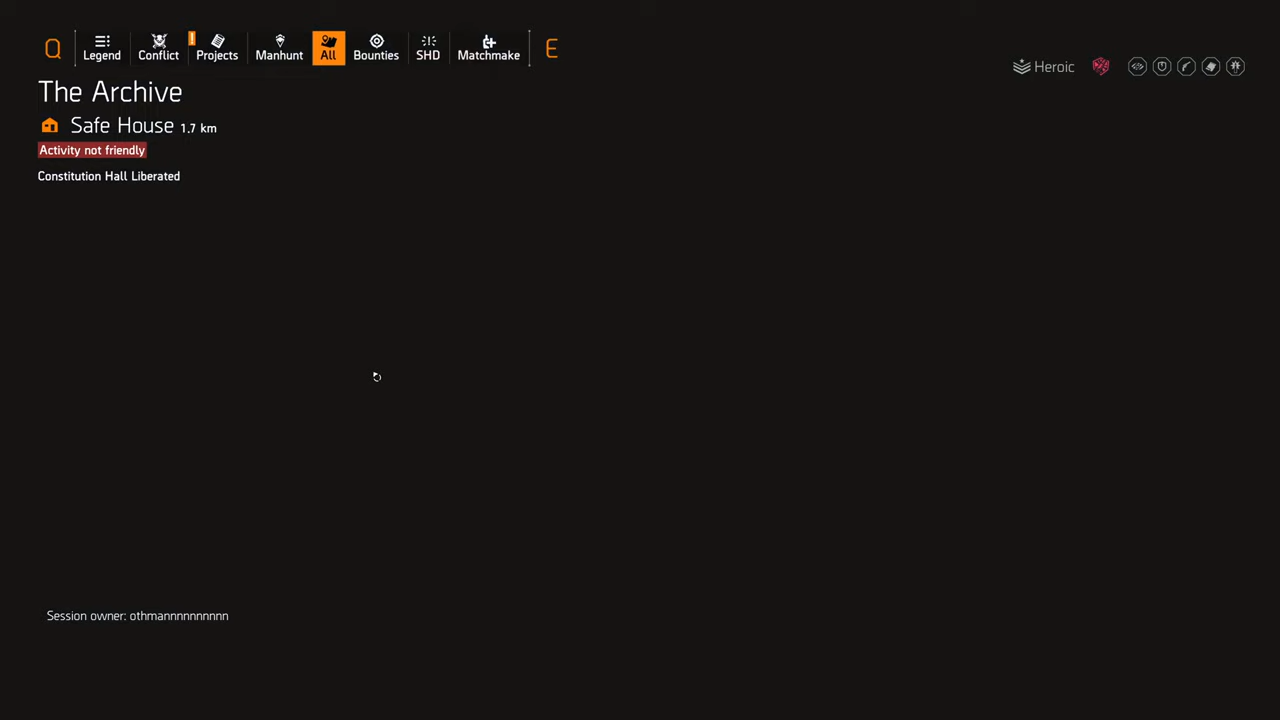 Q Legend Conflict ! Projects Manhunt All Bounties SHD Matchmake E
Heroic
The Archive
Safe House 1.7 km
Activity not friendly
Constitution Hall Liberated
Session owner: othmannnnnnnnnn